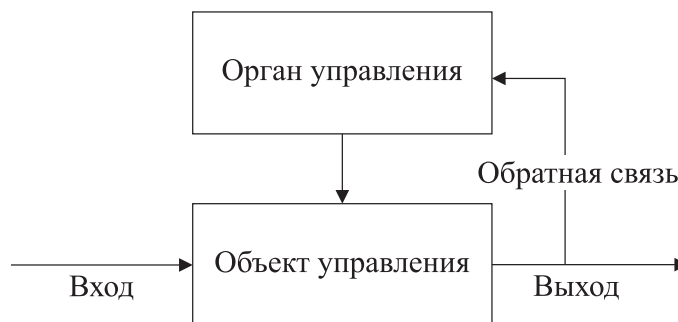 Орган управления
Обратная связь
Объект управления
Вход
Выход